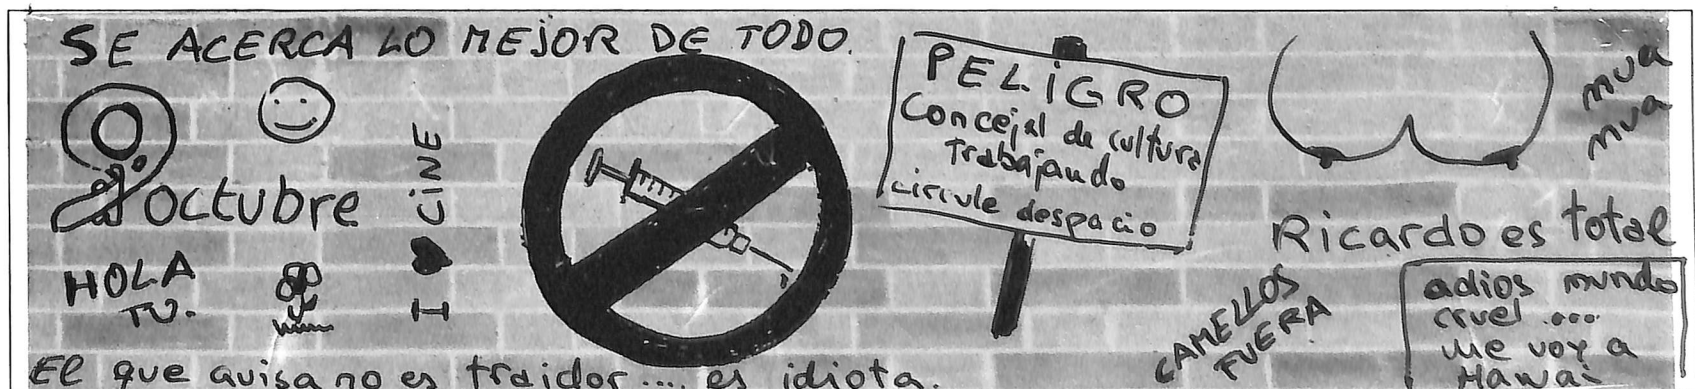 SE ACERCA LO MEJOR DE TODO.
9 octubre
HOLA
TU.
I ♥ CiNE
PELiGRO
Concejal de cultura
Trabajando
circule despacio
mua
mua
Ricardo es total
CAMELLOS
FUERA
adios mundo
cruel ....
me voy a
Hawai
El que avisa no es traidor.... es idiota.